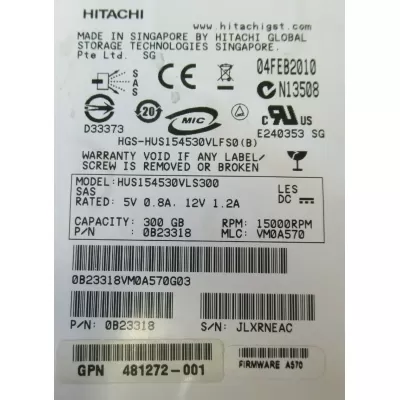 HITACHI
www.hitachigst.com
MADE IN SINGAPORE BY HITACHI GLOBAL
STORAGE TECHNOLOGIES SINGAPORE.
Pte Ltd. SG
04FEB2010
SAS
CE
N13508
D33373
20
MIC
E240353 SG
HGS-HUS154530VLFS0(B)
WARRANTY VOID IF ANY LABEL/
SCREW IS REMOVED OR BROKEN
MODEL:HUS154530VLS300
LES
SAS
DC
RATED: 5V 0.8A, 12V 1.2A
CAPACITY: 300 GB
RPM: 15000RPM
P/N : 0B23318
MLC: VM0A570
0B23318VM0A570G03
P/N: 0B23318
S/N: JLXRNEAC
GPN 481272-001
FIRMWARE A570